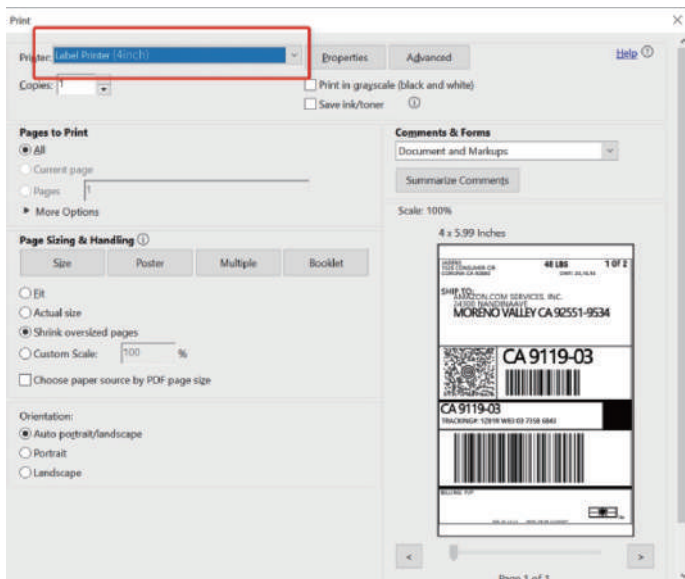 Print
Printer: Label Printer (4inch) Properties Advanced Help
Copies: 1 Print in grayscale (black and white)
Save ink/toner
Pages to Print
All
Current page
Pages 1
More Options
Comments & Forms
Document and Markups
Summarize Comments
Page Sizing & Handling
Size Poster Multiple Booklet
Fit
Actual size
Shrink oversized pages
Custom Scale: 100 %
Choose paper source by PDF page size
Orientation:
Auto portrait/landscape
Portrait
Landscape
Scale: 100%
4 x 5.99 Inches
48 LBS 1 OF 2
SHIP TO:
AMAZON.COM SERVICES, INC.
MORENO VALLEY CA 92551-9534
CA 9119-03
CA 9119-03
TRACKING#:
< >
Page 1 of 1